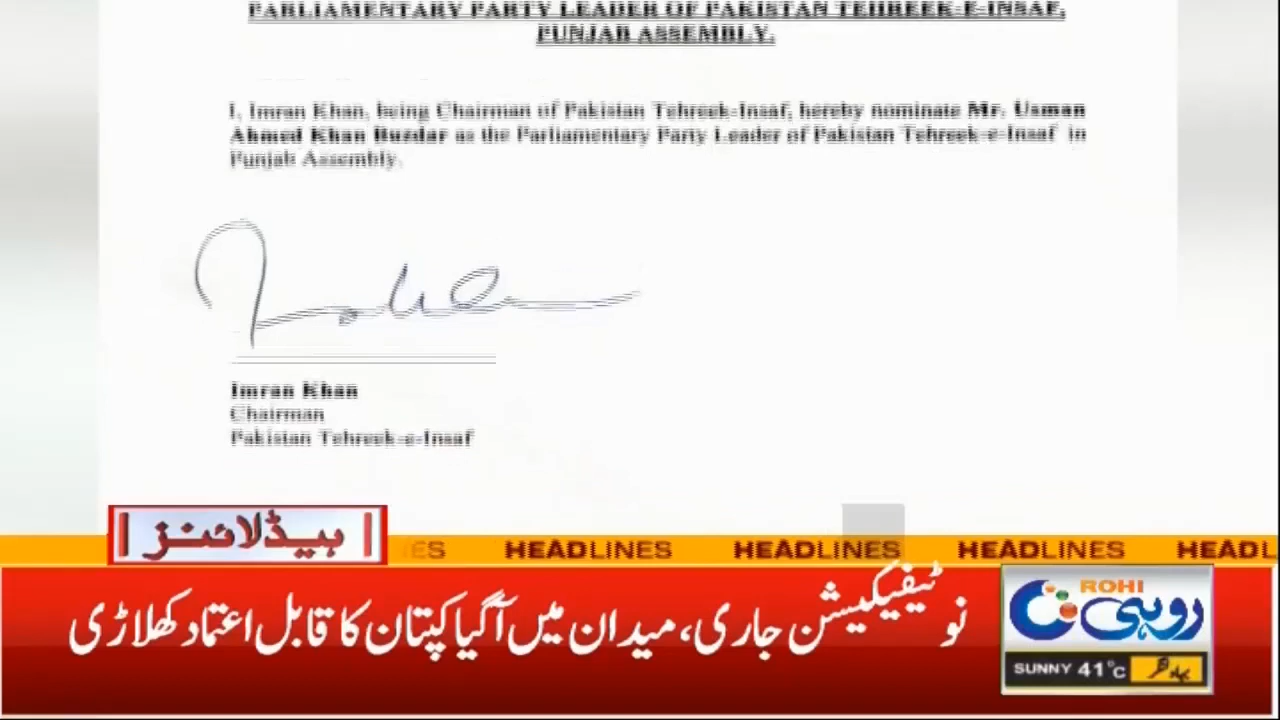 PARLIAMENTARY PARTY LEADER OF PAKISTAN TEHREEK-E-INSAF,
PUNJAB ASSEMBLY.
I, Imran Khan, being Chairman of Pakistan Tehreek-Insaf, hereby nominate Mr. Usman
Ahmed Khan Buzdar as the Parliamentary Party Leader of Pakistan Tehreek-e-Insaf in
Punjab Assembly.
Imran Khan
Chairman
Pakistan Tehreek-e-Insaf
ہیڈلائنز
ES HEADLINES HEADLINES HEADLINES HEADL
نوٹیفیکیشن جاری، میدان میں آگیا کپتان کا قابل اعتماد کھلاڑی
ROHI
روہی
SUNNY 41°C